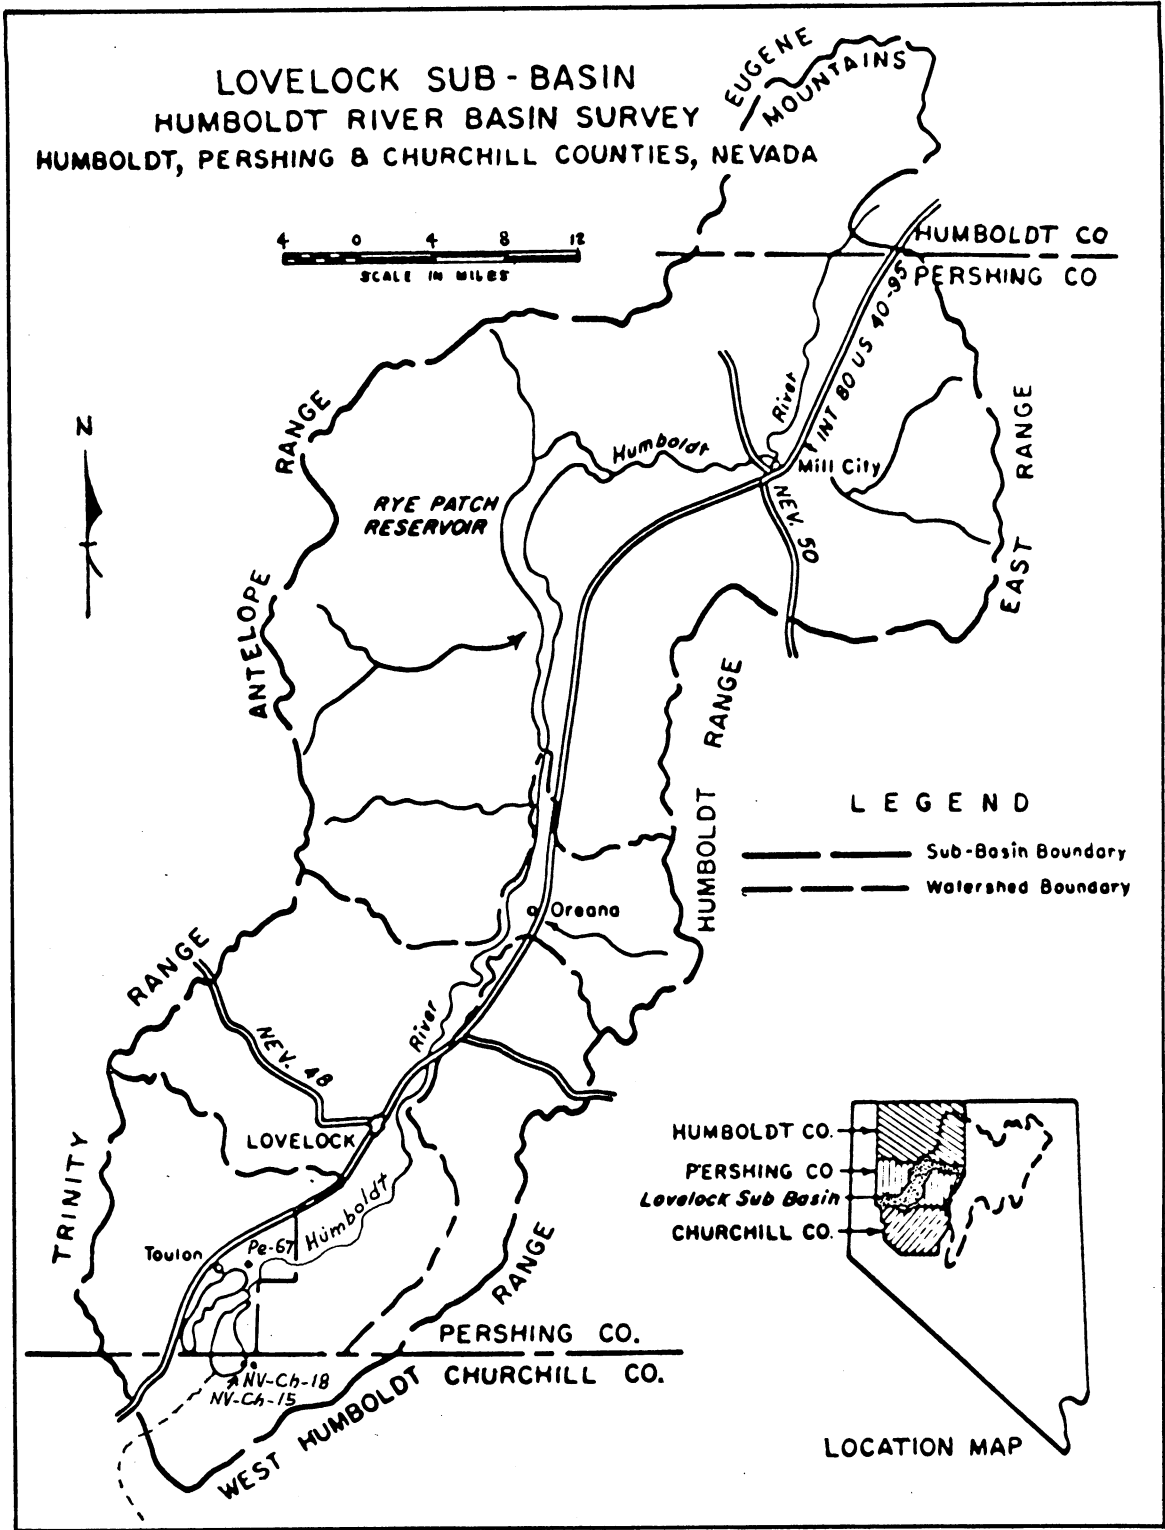 LOVELOCK SUB-BASIN
HUMBOLDT RIVER BASIN SURVEY
HUMBOLDT, PERSHING & CHURCHILL COUNTIES, NEVADA
EUGENE
MOUNTAINS
4 0 4 8 12
SCALE IN MILES
HUMBOLDT CO
PERSHING CO
INT 80 US 40-95
River
Humboldt
Mill City
NEV. 50
RANGE
EAST
RANGE
ANTELOPE
N
RYE PATCH
RESERVOIR
RANGE
HUMBOLDT
LEGEND
Sub-Basin Boundary
Watershed Boundary
Oreana
RANGE
TRINITY
NEV. 48
River
LOVELOCK
Humboldt
Toulon
Pe-67
RANGE
WEST HUMBOLDT
PERSHING CO.
CHURCHILL CO.
NV-Ch-18
NV-Ch-15
HUMBOLDT CO.
PERSHING CO
Lovelock Sub Basin
CHURCHILL CO.
LOCATION MAP